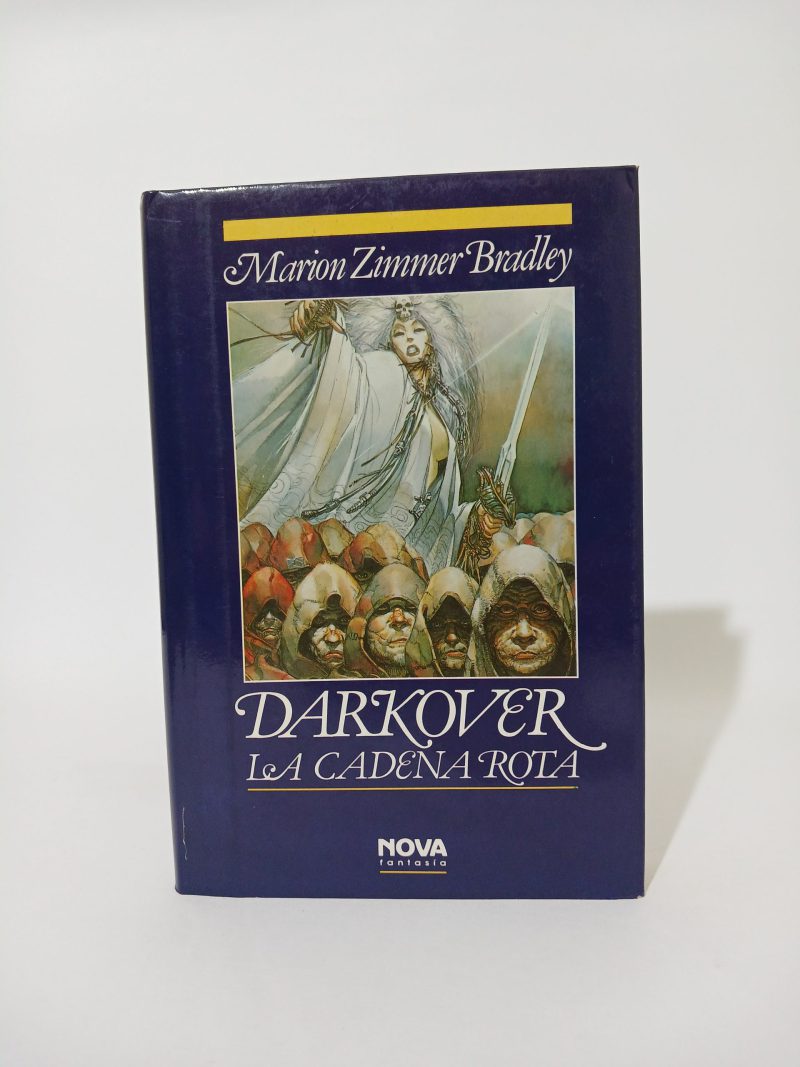 Marion Zimmer Bradley
DARKOVER
LA CADENA ROTA
NOVA
fantasía